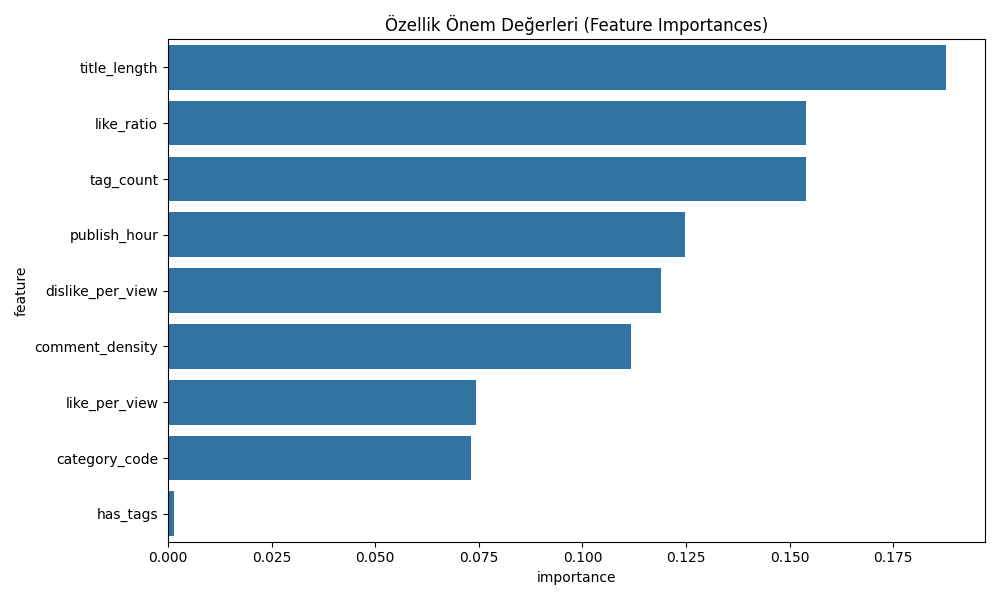 Özellik Önem Değerleri (Feature Importances)
feature
title_length
like_ratio
tag_count
publish_hour
dislike_per_view
comment_density
like_per_view
category_code
has_tags
0.000 0.025 0.050 0.075 0.100 0.125 0.150 0.175
importance